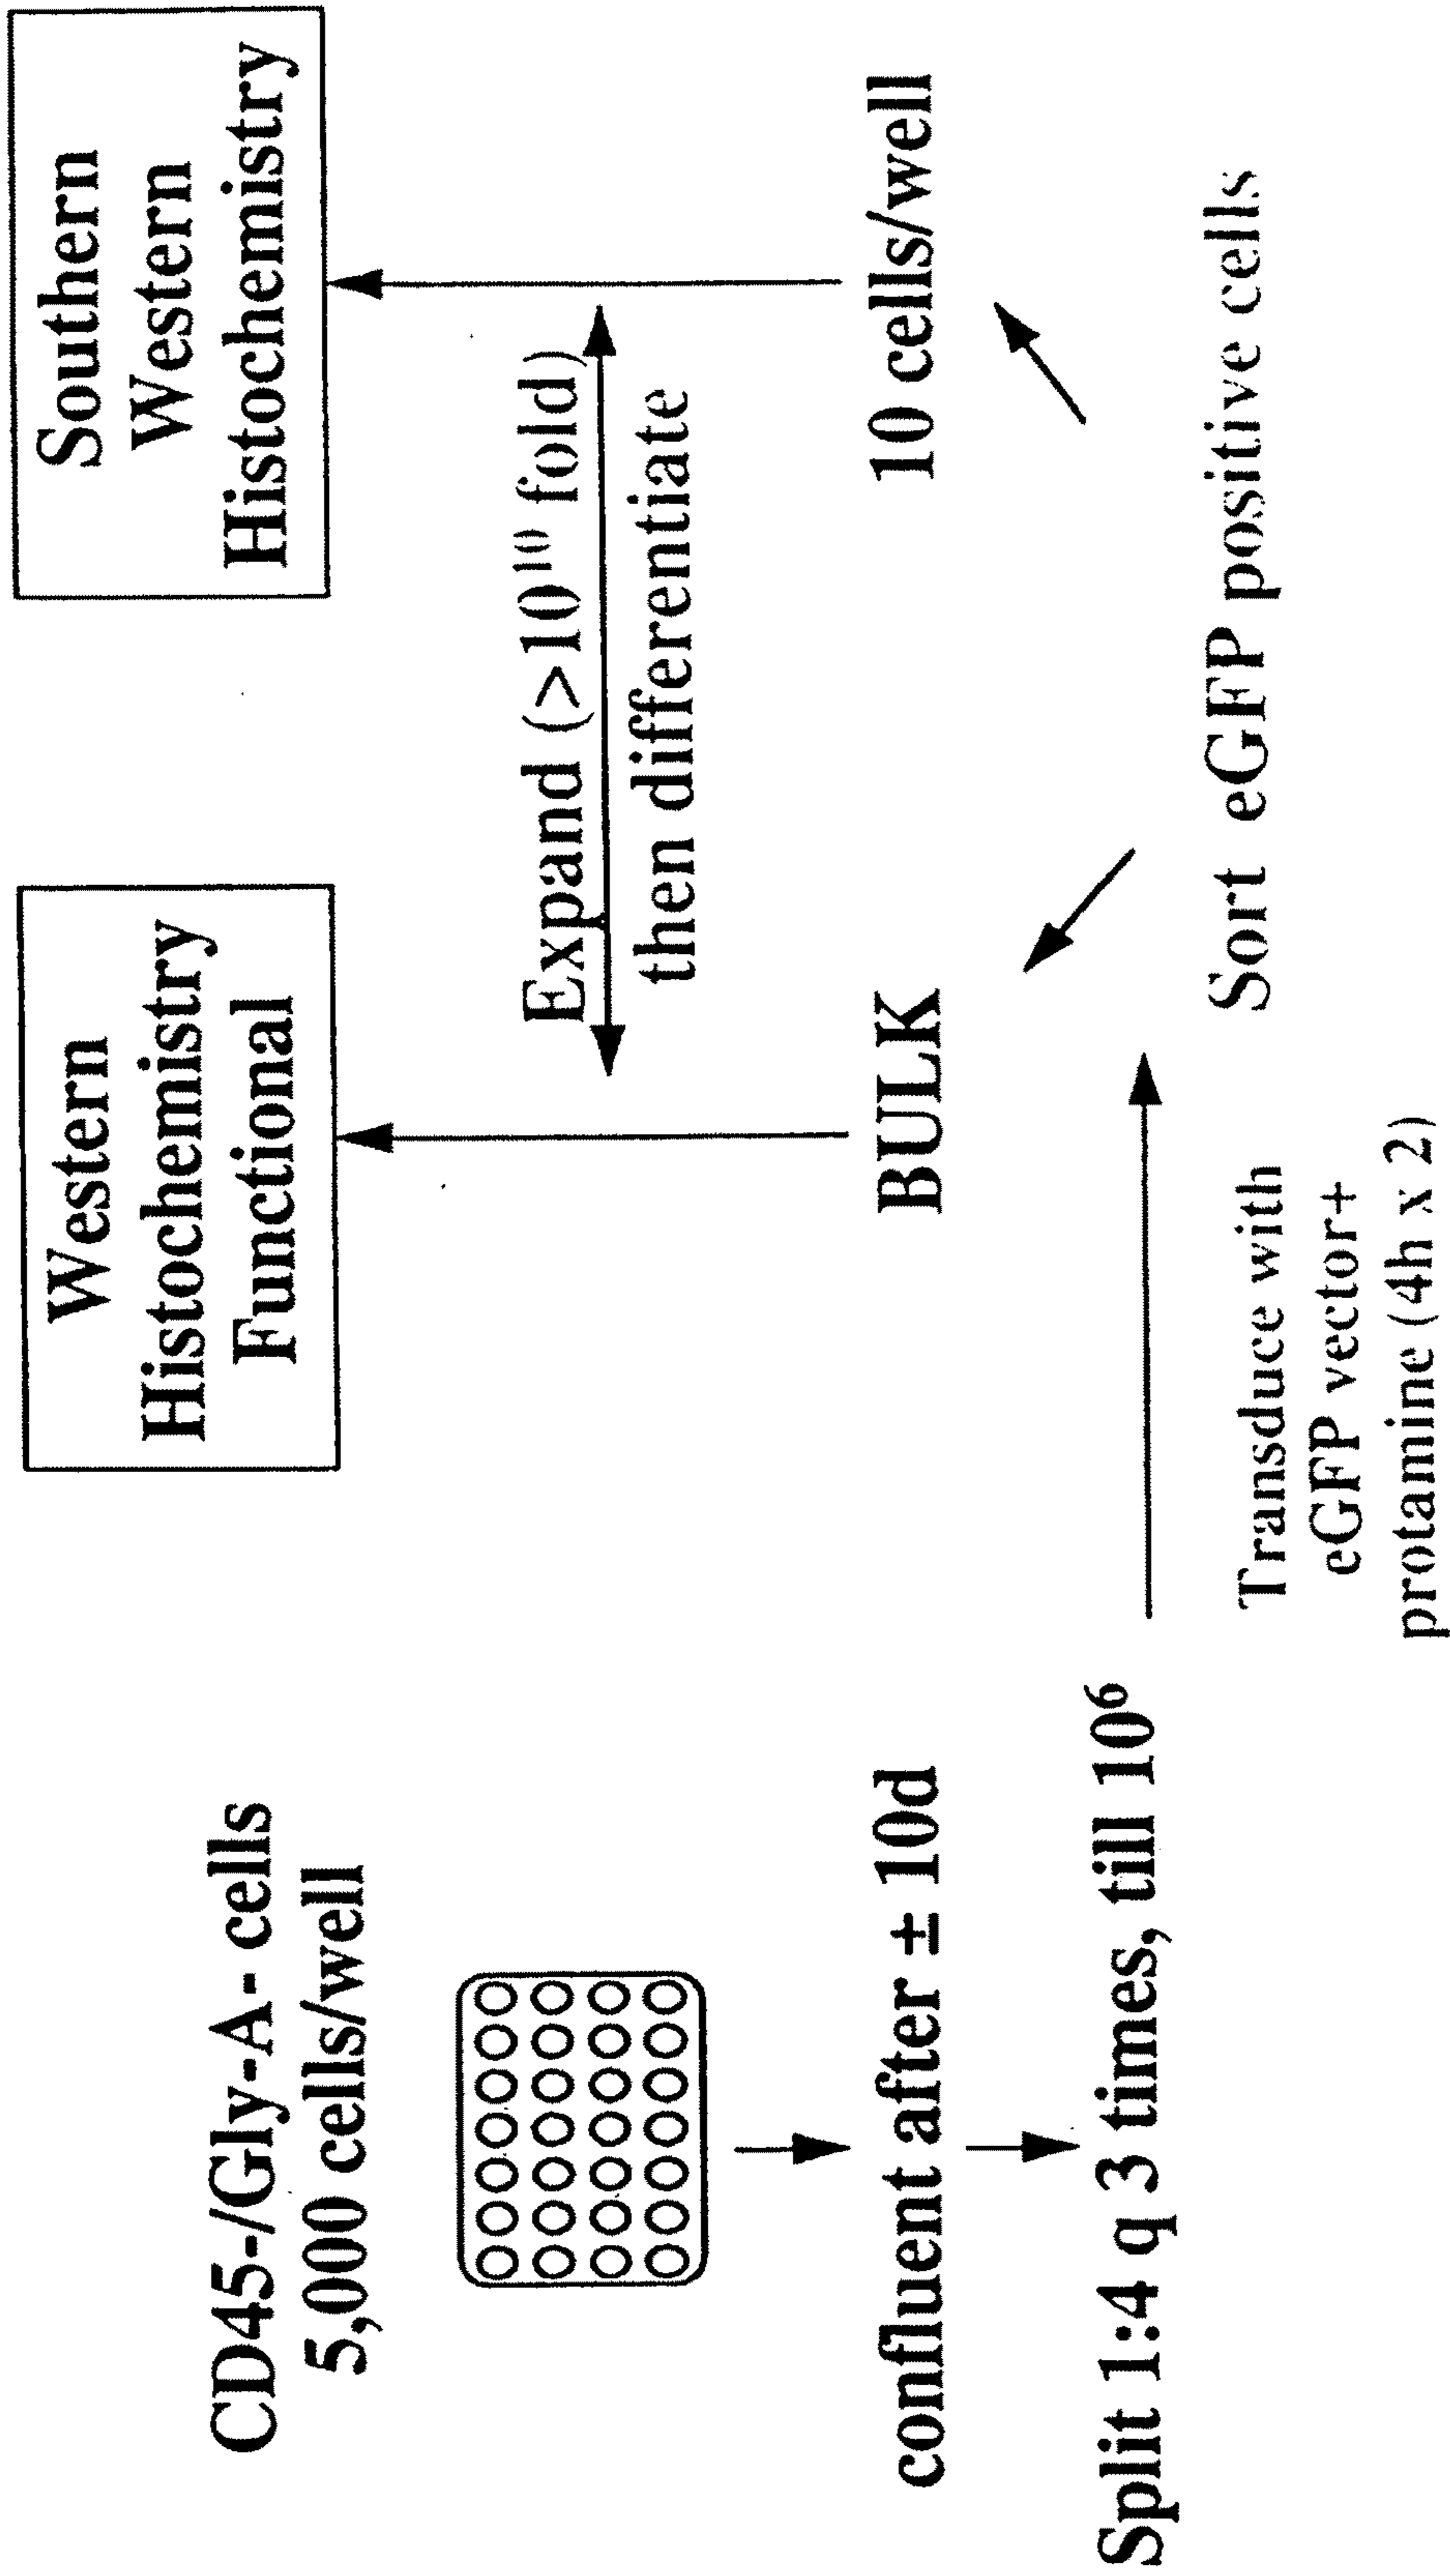 CD45-/Gly-A- cells
5,000 cells/well
confluent after ± 10d
Split 1:4 q 3 times, till 10⁶
Transduce with
eGFP vector+
protamine (4h x 2)
Sort eGFP positive cells
BULK
10 cells/well
Expand (>10¹⁰ fold)
then differentiate
Western
Histochemistry
Functional
Southern
Western
Histochemistry